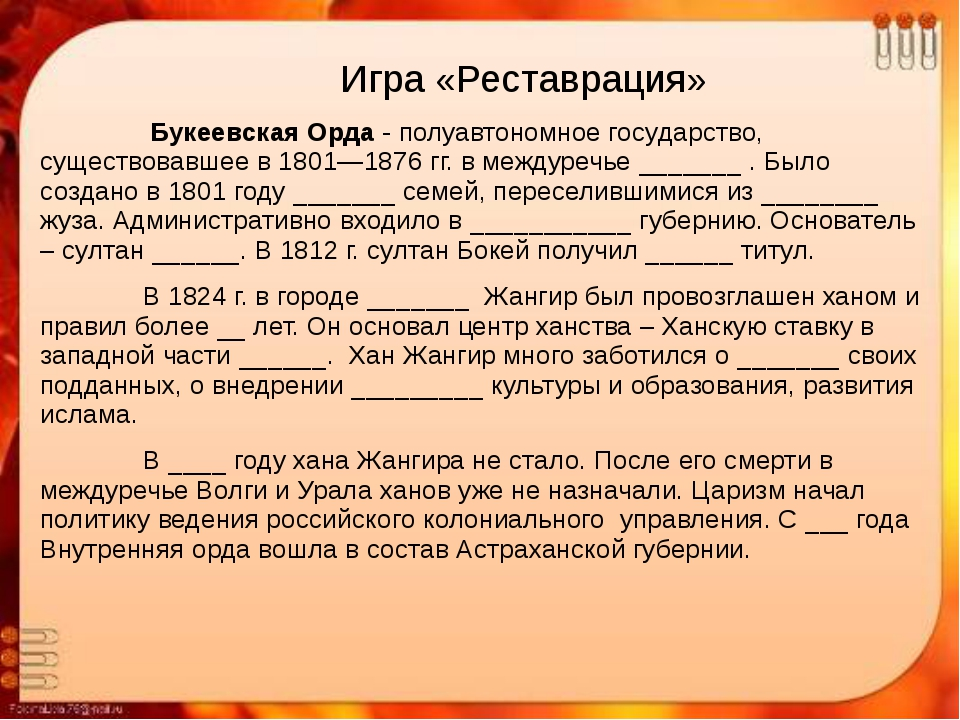 Игра «Реставрация»
Букеевская Орда - полуавтономное государство,
существовавшее в 1801—1876 гг. в междуречье _______ . Было
создано в 1801 году _______ семей, переселившимися из ________
жуза. Административно входило в ___________ губернию. Основатель
– султан ______. В 1812 г. султан Бокей получил ______ титул.
В 1824 г. в городе _______ Жангир был провозглашен ханом и
правил более __ лет. Он основал центр ханства – Ханскую ставку в
западной части ______. Хан Жангир много заботился о _______ своих
подданных, о внедрении _________ культуры и образования, развития
ислама.
В ____ году хана Жангира не стало. После его смерти в
междуречье Волги и Урала ханов уже не назначали. Царизм начал
политику ведения российского колониального управления. С ___ года
Внутренняя орда вошла в состав Астраханской губернии.